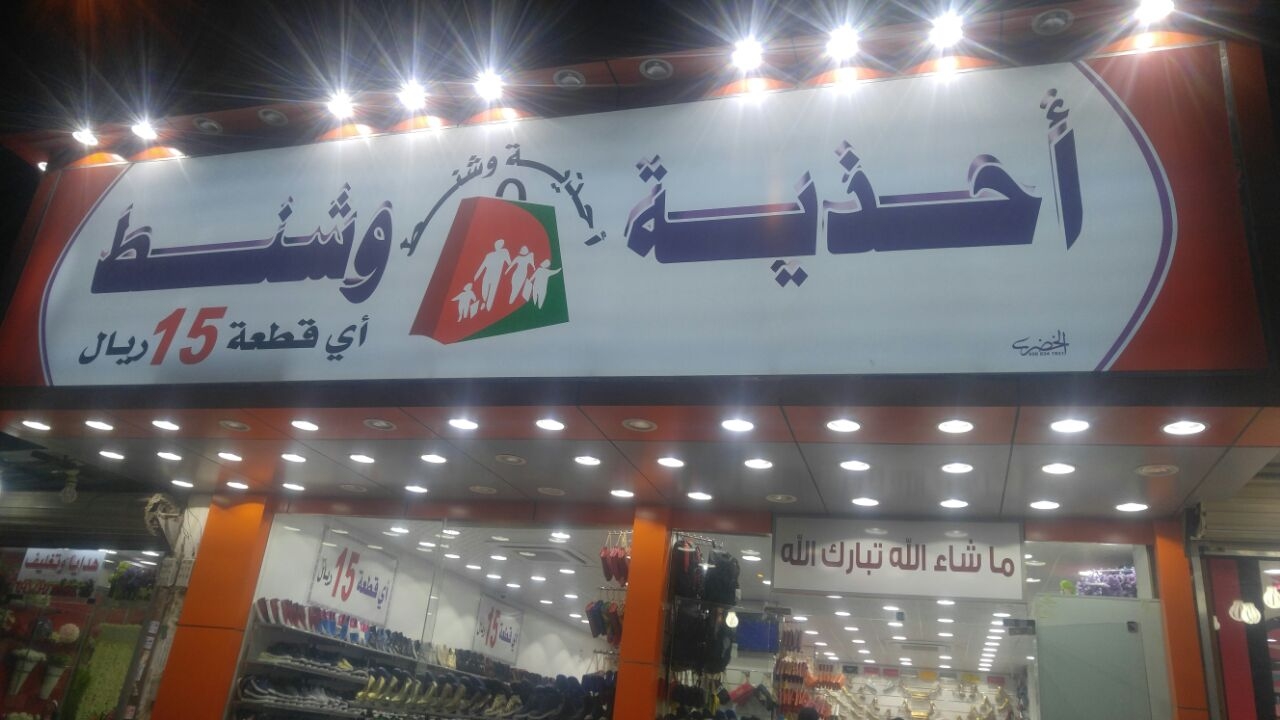 أحذية وشنط
أحذية وشنط
أي قطعة 15 ريال
الخضري
ما شاء الله تبارك الله
أي قطعة 15 ريال
أي قطعة 15
هدايا وتغليف